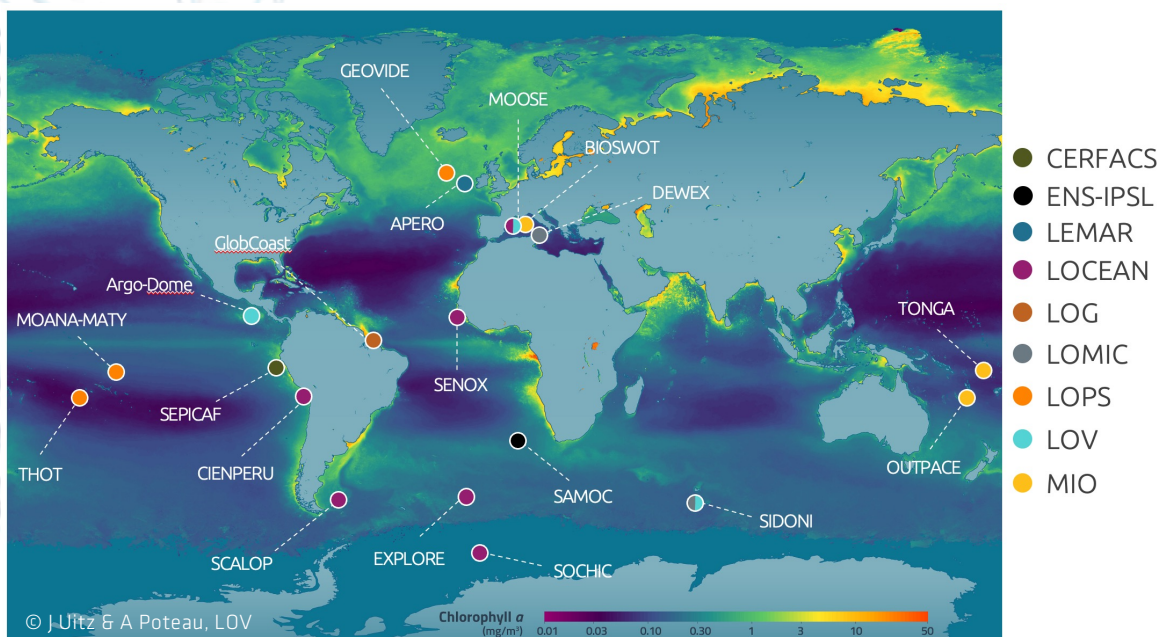 GEOVIDE
MOOSE
BIOSWOT
DEWEX
APERO
GlobCoast
Argo-Dome
MOANA-MATY
TONGA
SENOX
SEPICAF
THOT
CIENPERU
OUTPACE
SAMOC
SIDONI
SCALOP
EXPLORE
SOCHIC
© J Uitz & A Poteau, LOV
Chlorophyll a
(mg/m³)
0.01 0.03 0.10 0.30 1 3 10 50
CERFACS
ENS-IPSL
LEMAR
LOCEAN
LOG
LOMIC
LOPS
LOV
MIO